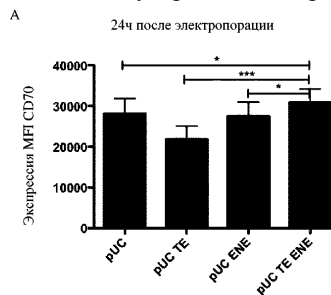 A
24ч после электропорации
Экспрессия MFI CD70
40000
30000
20000
10000
0
*
***
*
pUC
pUC TE
pUC ENE
pUC TE ENE